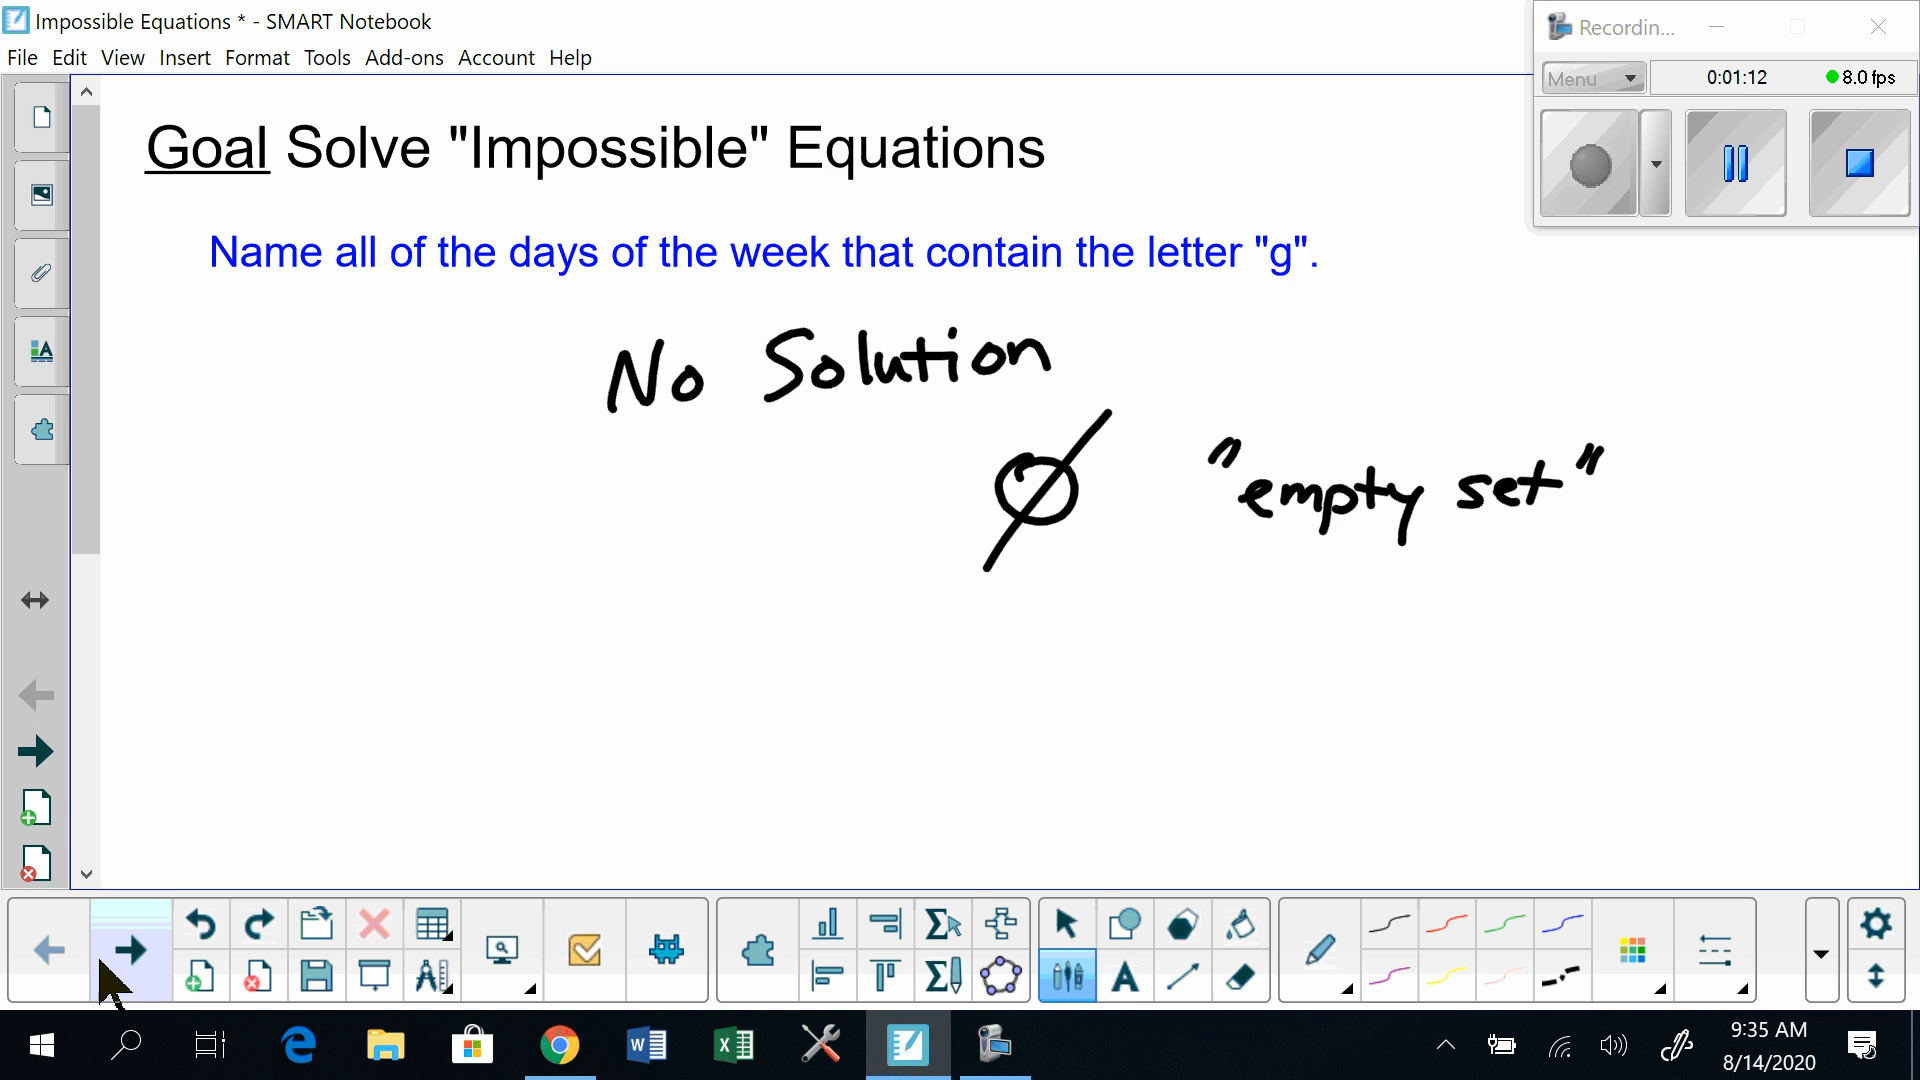 Impossible Equations * - SMART Notebook
File Edit View Insert Format Tools Add-ons Account Help
Recordin...
Menu 0:01:12 8.0 fps
Goal Solve "Impossible" Equations
Name all of the days of the week that contain the letter "g".
No Solution
∅ "empty set"
9:35 AM
8/14/2020